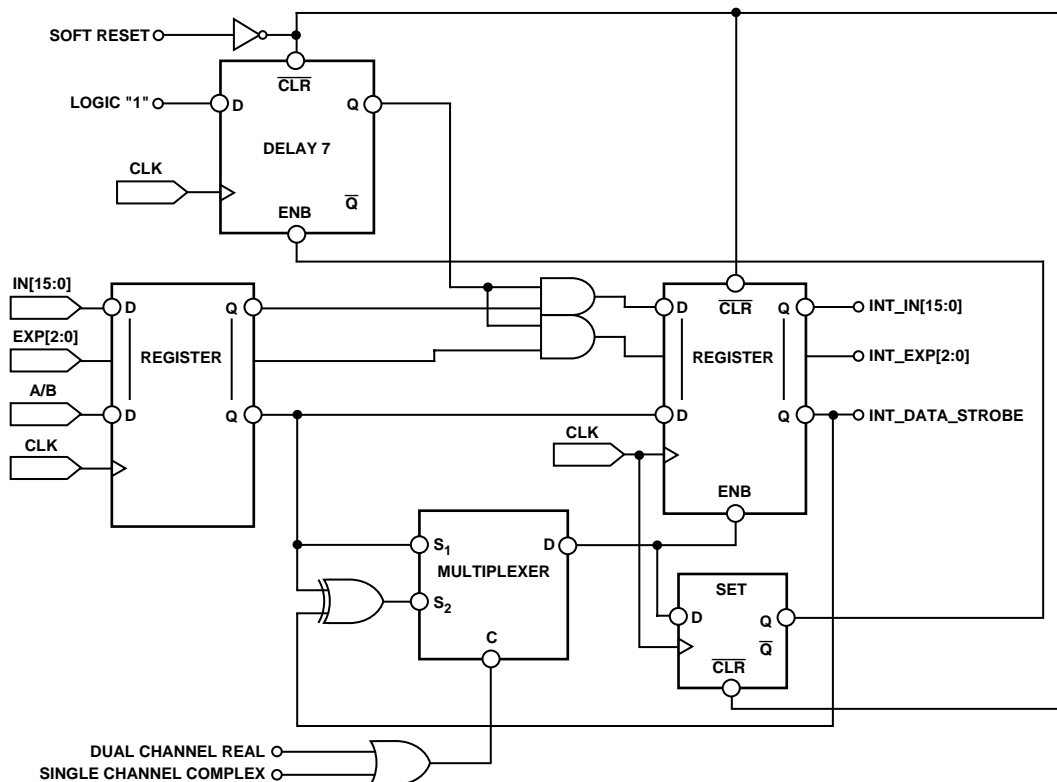 SOFT RESET
CLR
LOGIC "1"
D
Q
DELAY 7
CLK
Q
ENB
IN[15:0]
D
Q
D
CLR
Q
INT_IN[15:0]
EXP[2:0]
REGISTER
REGISTER
INT_EXP[2:0]
A/B
D
Q
D
Q
INT_DATA_STROBE
CLK
CLK
ENB
S1
D
MULTIPLEXER
SET
S2
D
Q
C
Q
CLR
DUAL CHANNEL REAL
SINGLE CHANNEL COMPLEX